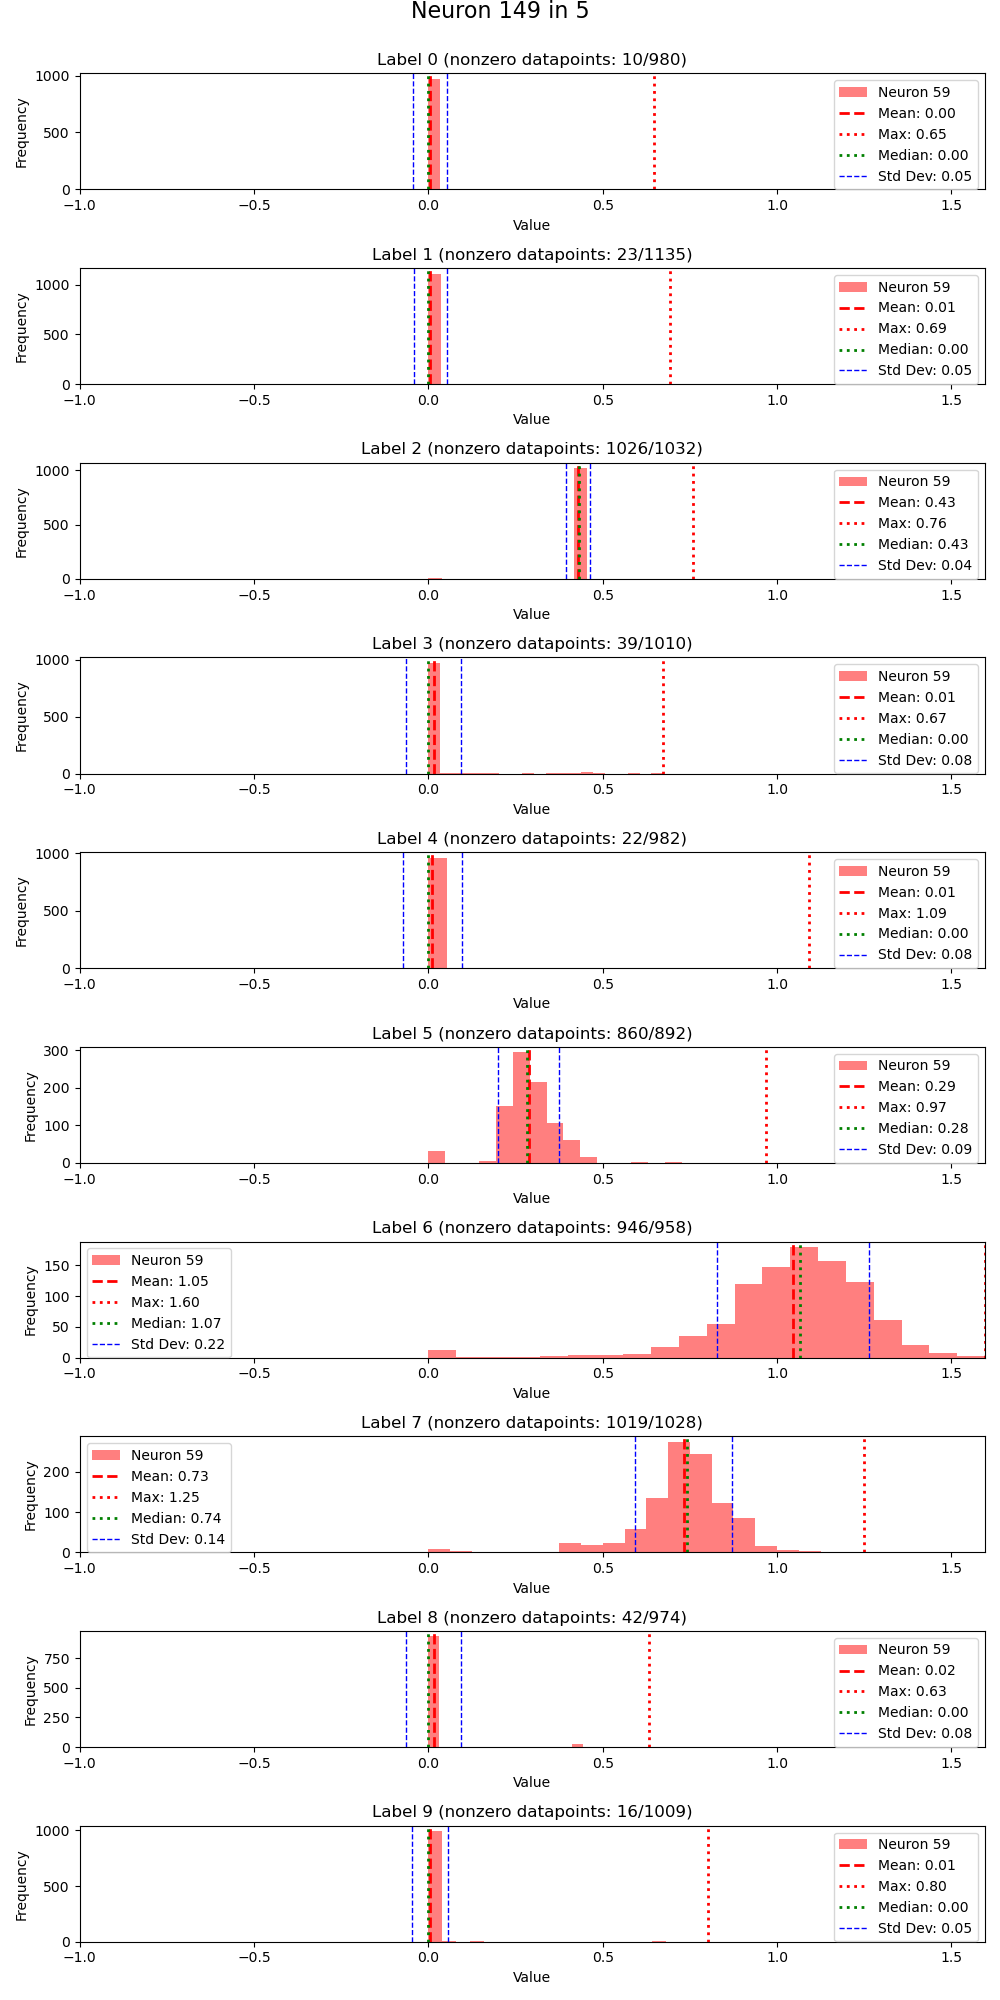 Neuron 149 in 5
Label 0 (nonzero datapoints: 10/980)
Frequency
1000
500
0
Neuron 59
Mean: 0.00
Max: 0.65
Median: 0.00
Std Dev: 0.05
−1.0 −0.5 0.0 0.5 1.0 1.5
Value
Label 1 (nonzero datapoints: 23/1135)
Frequency
1000
500
0
Neuron 59
Mean: 0.01
Max: 0.69
Median: 0.00
Std Dev: 0.05
−1.0 −0.5 0.0 0.5 1.0 1.5
Value
Label 2 (nonzero datapoints: 1026/1032)
Frequency
1000
500
0
Neuron 59
Mean: 0.43
Max: 0.76
Median: 0.43
Std Dev: 0.04
−1.0 −0.5 0.0 0.5 1.0 1.5
Value
Label 3 (nonzero datapoints: 39/1010)
Frequency
1000
500
0
Neuron 59
Mean: 0.01
Max: 0.67
Median: 0.00
Std Dev: 0.08
−1.0 −0.5 0.0 0.5 1.0 1.5
Value
Label 4 (nonzero datapoints: 22/982)
Frequency
1000
500
0
Neuron 59
Mean: 0.01
Max: 1.09
Median: 0.00
Std Dev: 0.08
−1.0 −0.5 0.0 0.5 1.0 1.5
Value
Label 5 (nonzero datapoints: 860/892)
Frequency
300
200
100
0
Neuron 59
Mean: 0.29
Max: 0.97
Median: 0.28
Std Dev: 0.09
−1.0 −0.5 0.0 0.5 1.0 1.5
Value
Label 6 (nonzero datapoints: 946/958)
Frequency
150
100
50
0
Neuron 59
Mean: 1.05
Max: 1.60
Median: 1.07
Std Dev: 0.22
−1.0 −0.5 0.0 0.5 1.0 1.5
Value
Label 7 (nonzero datapoints: 1019/1028)
Frequency
200
100
0
Neuron 59
Mean: 0.73
Max: 1.25
Median: 0.74
Std Dev: 0.14
−1.0 −0.5 0.0 0.5 1.0 1.5
Value
Label 8 (nonzero datapoints: 42/974)
Frequency
750
500
250
0
Neuron 59
Mean: 0.02
Max: 0.63
Median: 0.00
Std Dev: 0.08
−1.0 −0.5 0.0 0.5 1.0 1.5
Value
Label 9 (nonzero datapoints: 16/1009)
Frequency
1000
500
0
Neuron 59
Mean: 0.01
Max: 0.80
Median: 0.00
Std Dev: 0.05
−1.0 −0.5 0.0 0.5 1.0 1.5
Value